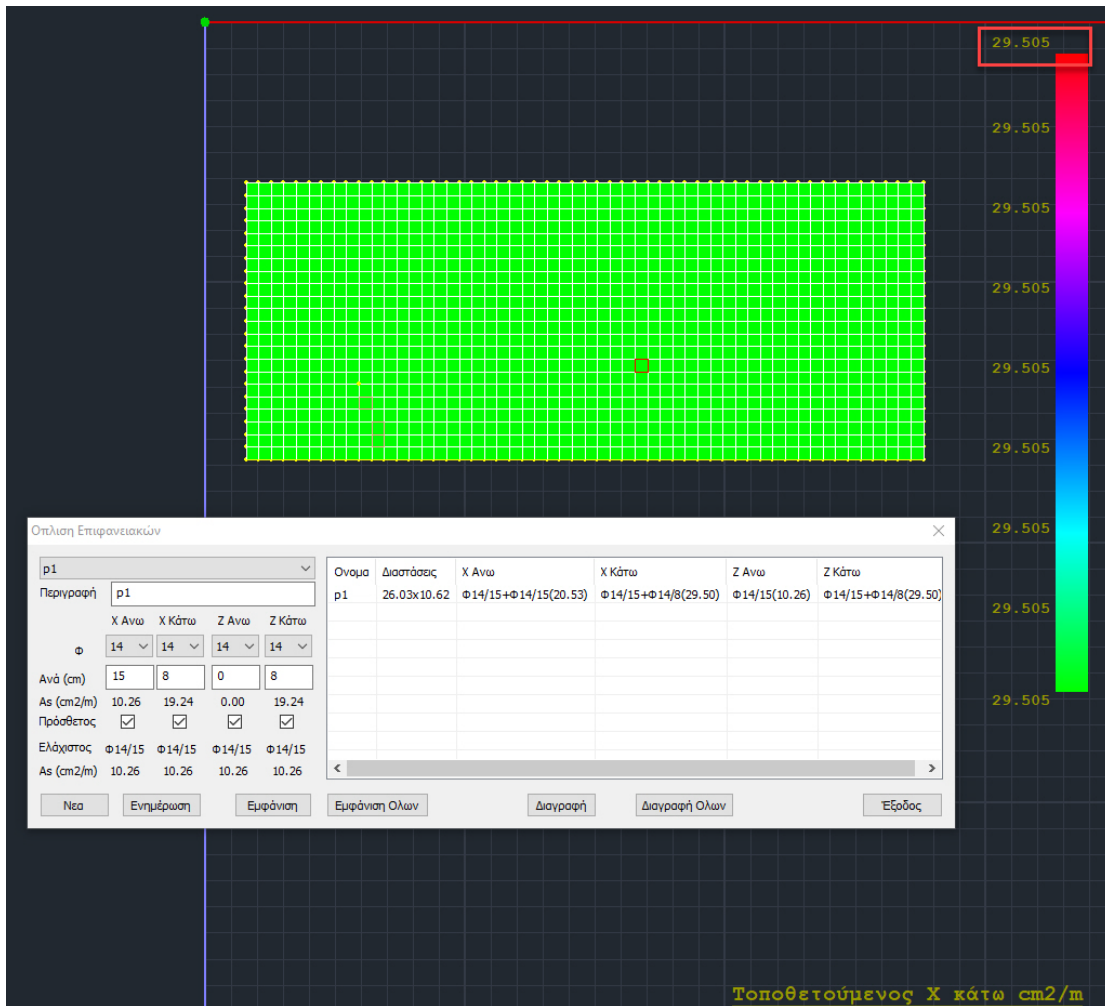 29.505
29.505
29.505
29.505
29.505
29.505
29.505
29.505
29.505
Οπλιση Επιφανειακών
p1
Περιγραφή p1
Χ Ανω Χ Κάτω Ζ Ανω Ζ Κάτω
Φ 14 14 14 14
Ανά (cm) 15 8 0 8
As (cm2/m) 10.26 19.24 0.00 19.24
Πρόσθετος
Ελάχιστος Φ14/15 Φ14/15 Φ14/15 Φ14/15
As (cm2/m) 10.26 10.26 10.26 10.26
Ονομα Διαστάσεις Χ Ανω Χ Κάτω Ζ Ανω Ζ Κάτω
p1 26.03x10.62 Φ14/15+Φ14/15(20.53) Φ14/15+Φ14/8(29.50) Φ14/15(10.26) Φ14/15+Φ14/8(29.50)
Νεα Ενημέρωση Εμφάνιση Εμφάνιση Ολων Διαγραφή Διαγραφή Ολων Έξοδος
Τοποθετούμενος Χ κάτω cm2/m